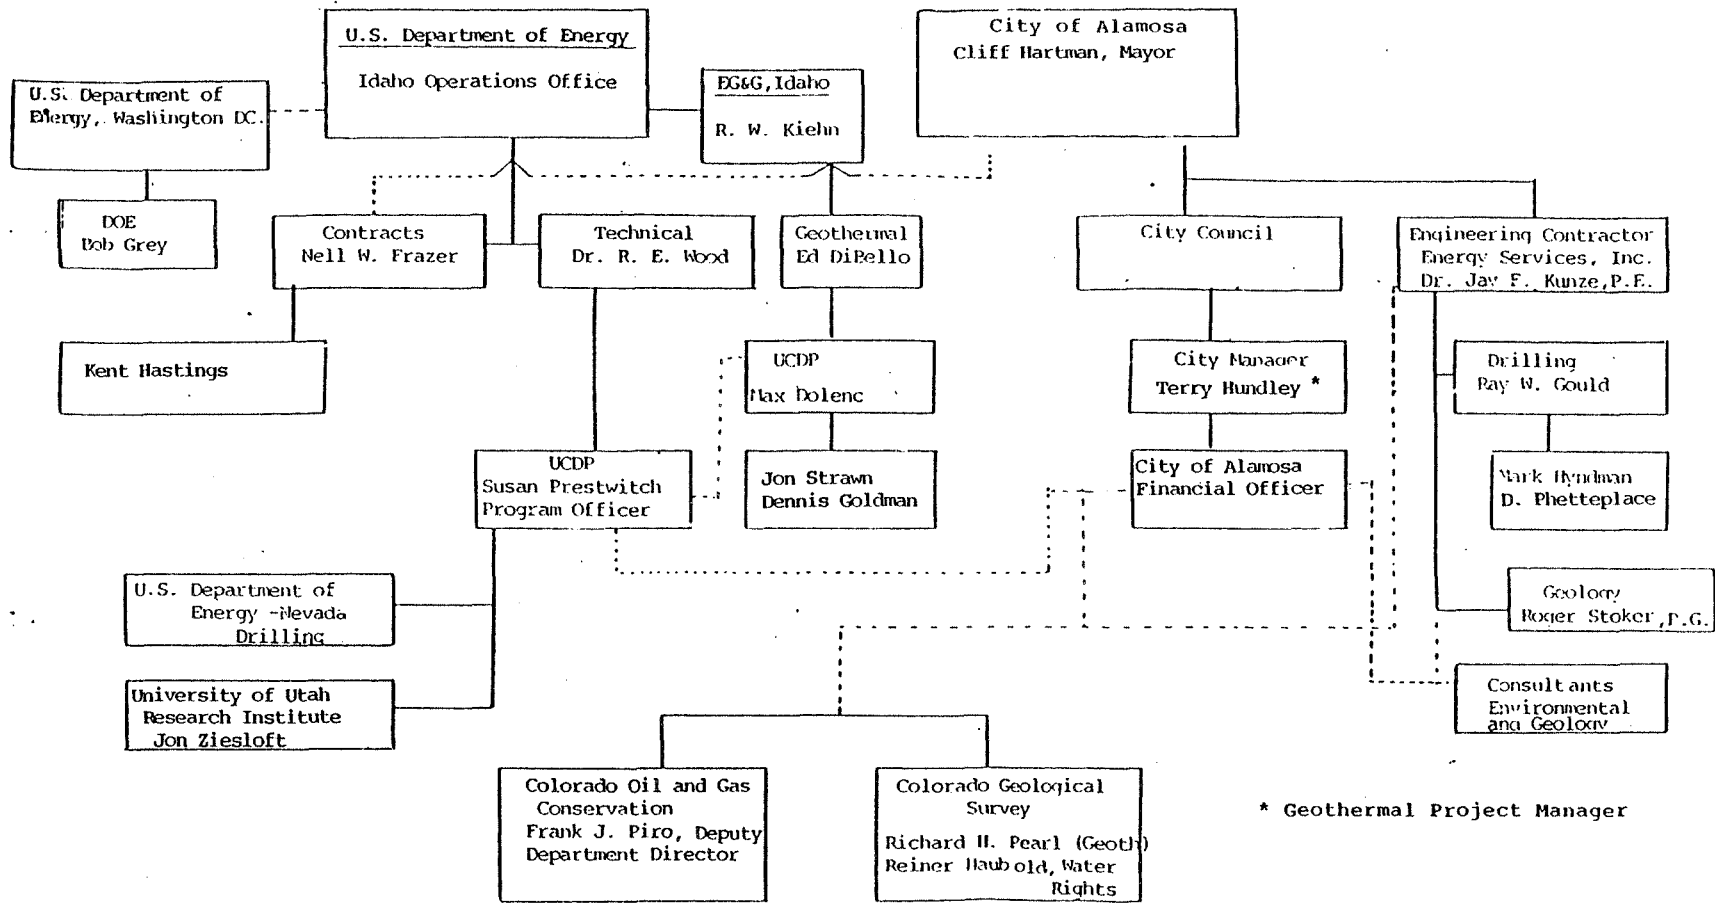 U.S. Department of Energy
Idaho Operations Office
City of Alamosa
Cliff Hartman, Mayor
U.S. Department of
Energy, Washington DC.
EG&G, Idaho
R. W. Kiehn
DOE
Bob Grey
Contracts
Nell W. Frazer
Technical
Dr. R. E. Wood
Geothermal
Ed DiBello
City Council
Engineering Contractor
Energy Services, Inc.
Dr. Jay F. Kunze, P.E.
Kent Hastings
UCDP
Max Dolenc
City Manager
Terry Hundley *
Drilling
Ray W. Gould
UCDP
Susan Prestwitch
Program Officer
Jon Strawn
Dennis Goldman
City of Alamosa
Financial Officer
Mark Hyndman
D. Phetteplace
U.S. Department of
Energy -Nevada
Drilling
Geology
Roger Stoker, P.G.
University of Utah
Research Institute
Jon Ziesloft
Consultants
Environmental
and Geology
Colorado Oil and Gas
Conservation
Frank J. Piro, Deputy
Department Director
Colorado Geological
Survey
Richard H. Pearl (Geoth)
Reiner Haubold, Water
Rights
* Geothermal Project Manager